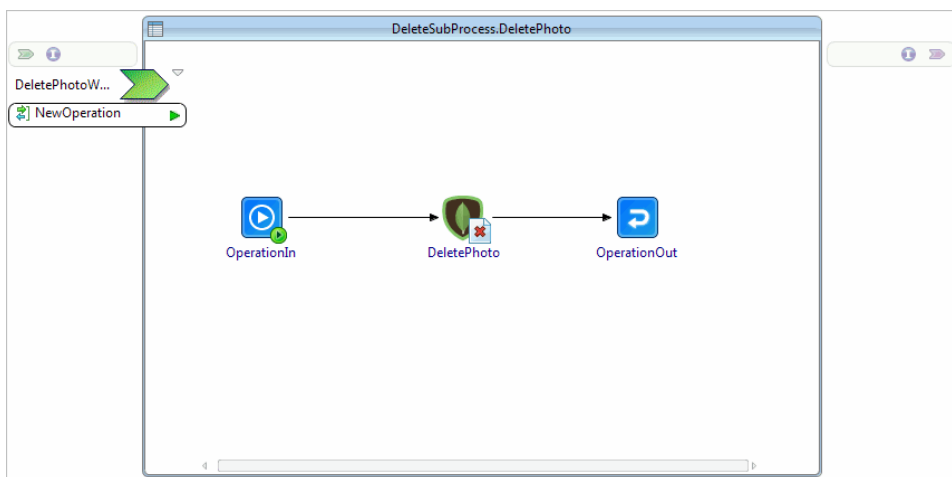 DeleteSubProcess.DeletePhoto
DeletePhotoW...
NewOperation
OperationIn
DeletePhoto
OperationOut